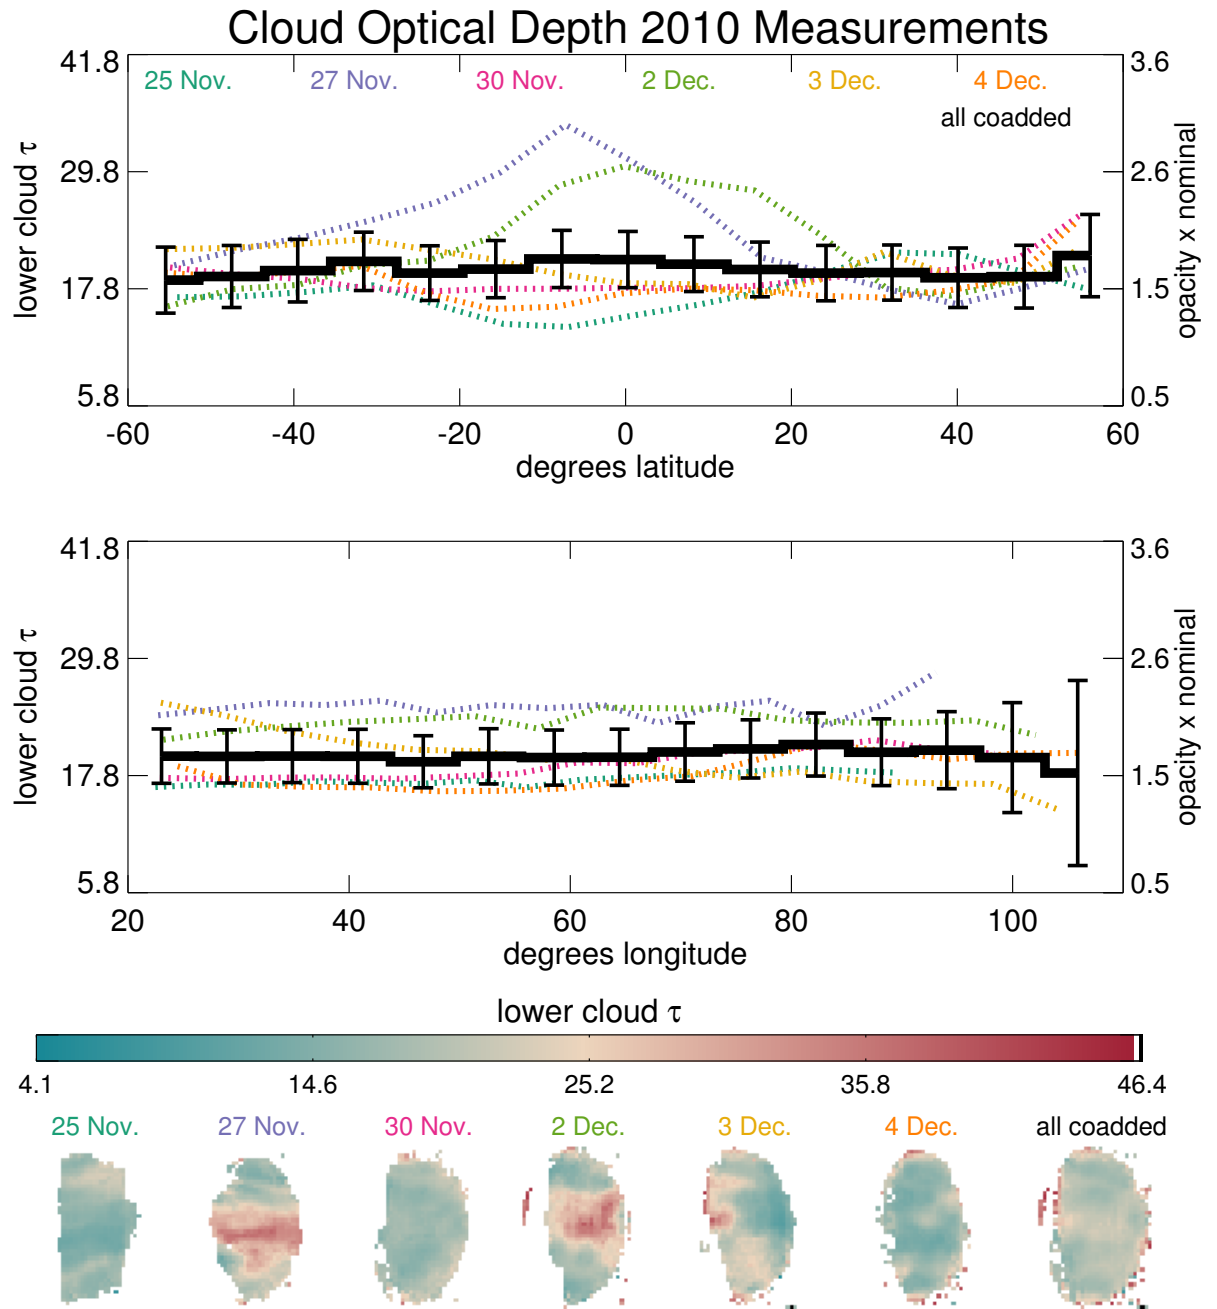 Cloud Optical Depth 2010 Measurements
41.8 3.6
25 Nov. 27 Nov. 30 Nov. 2 Dec. 3 Dec. 4 Dec.
all coadded
29.8 2.6
lower cloud τ
opacity x nominal
17.8 1.5
5.8 0.5
-60 -40 -20 0 20 40 60
degrees latitude
41.8 3.6
29.8 2.6
lower cloud τ
opacity x nominal
17.8 1.5
5.8 0.5
20 40 60 80 100
degrees longitude
lower cloud τ
4.1 14.6 25.2 35.8 46.4
25 Nov. 27 Nov. 30 Nov. 2 Dec. 3 Dec. 4 Dec. all coadded